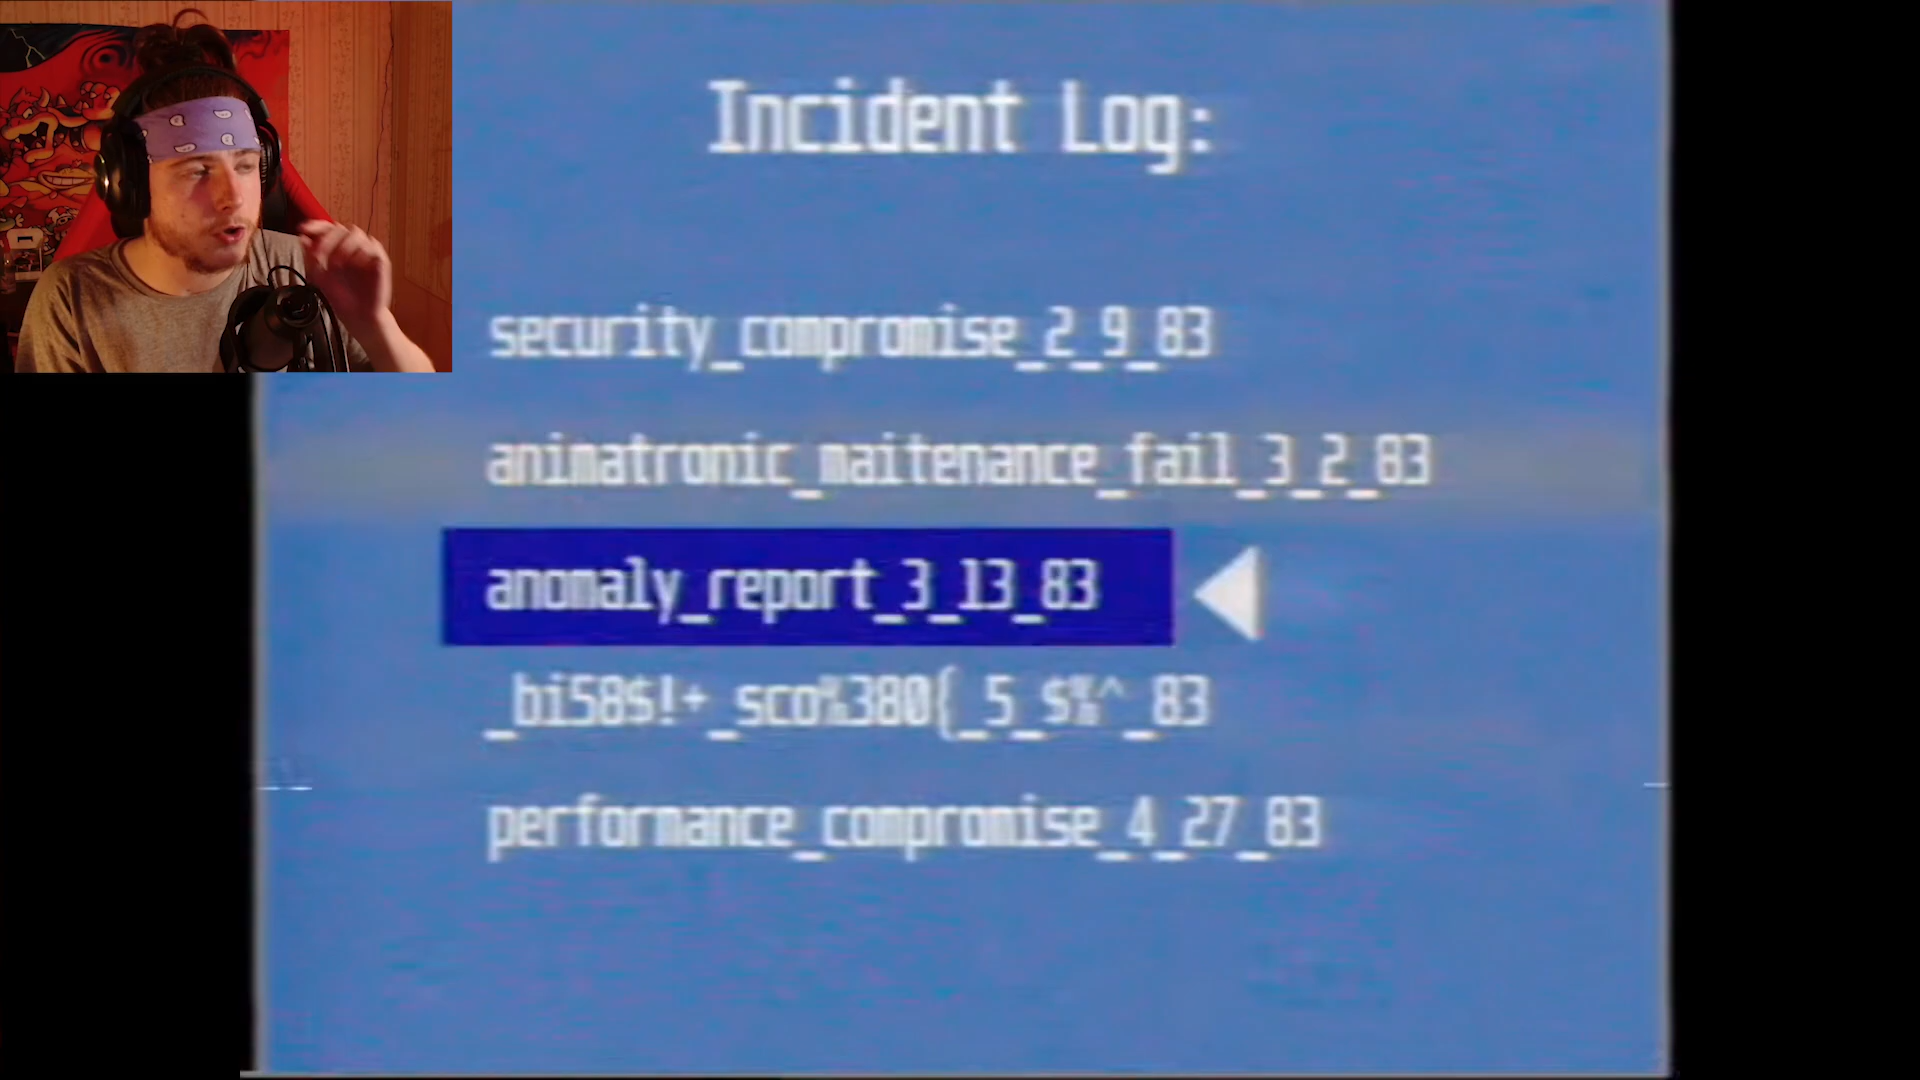 Incident Log:
security_compromise_2_9_83
animatronic_maitenance_fail_3_2_83
anomaly_report_3_13_83
_bi58$!+_sco%380{_5_$%^_83
performance_compromise_4_27_83